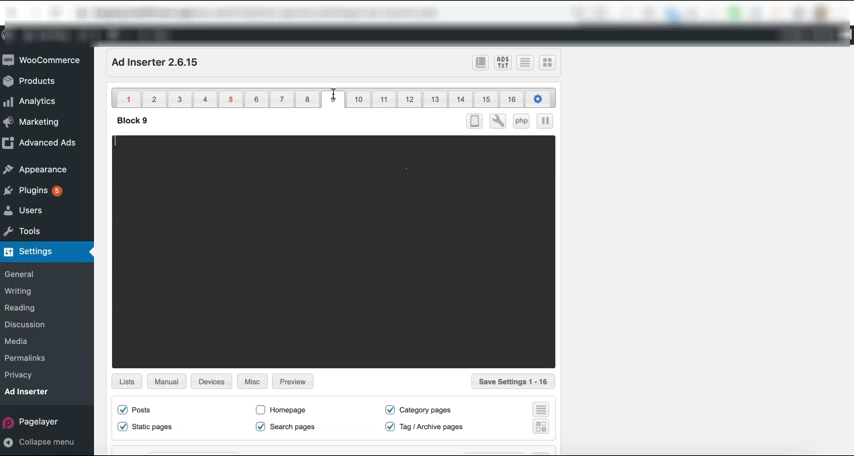 WooCommerce
Products
Analytics
Marketing
Advanced Ads
Appearance
Plugins 5
Users
Tools
Settings
General
Writing
Reading
Discussion
Media
Permalinks
Privacy
Ad Inserter
Pagelayer
Collapse menu
Ad Inserter 2.6.15
ADS
TXT
1 2 3 4 5 6 7 8 9 10 11 12 13 14 15 16
Block 9
php
Lists Manual Devices Misc Preview Save Settings 1 - 16
Posts Homepage Category pages
Static pages Search pages Tag / Archive pages